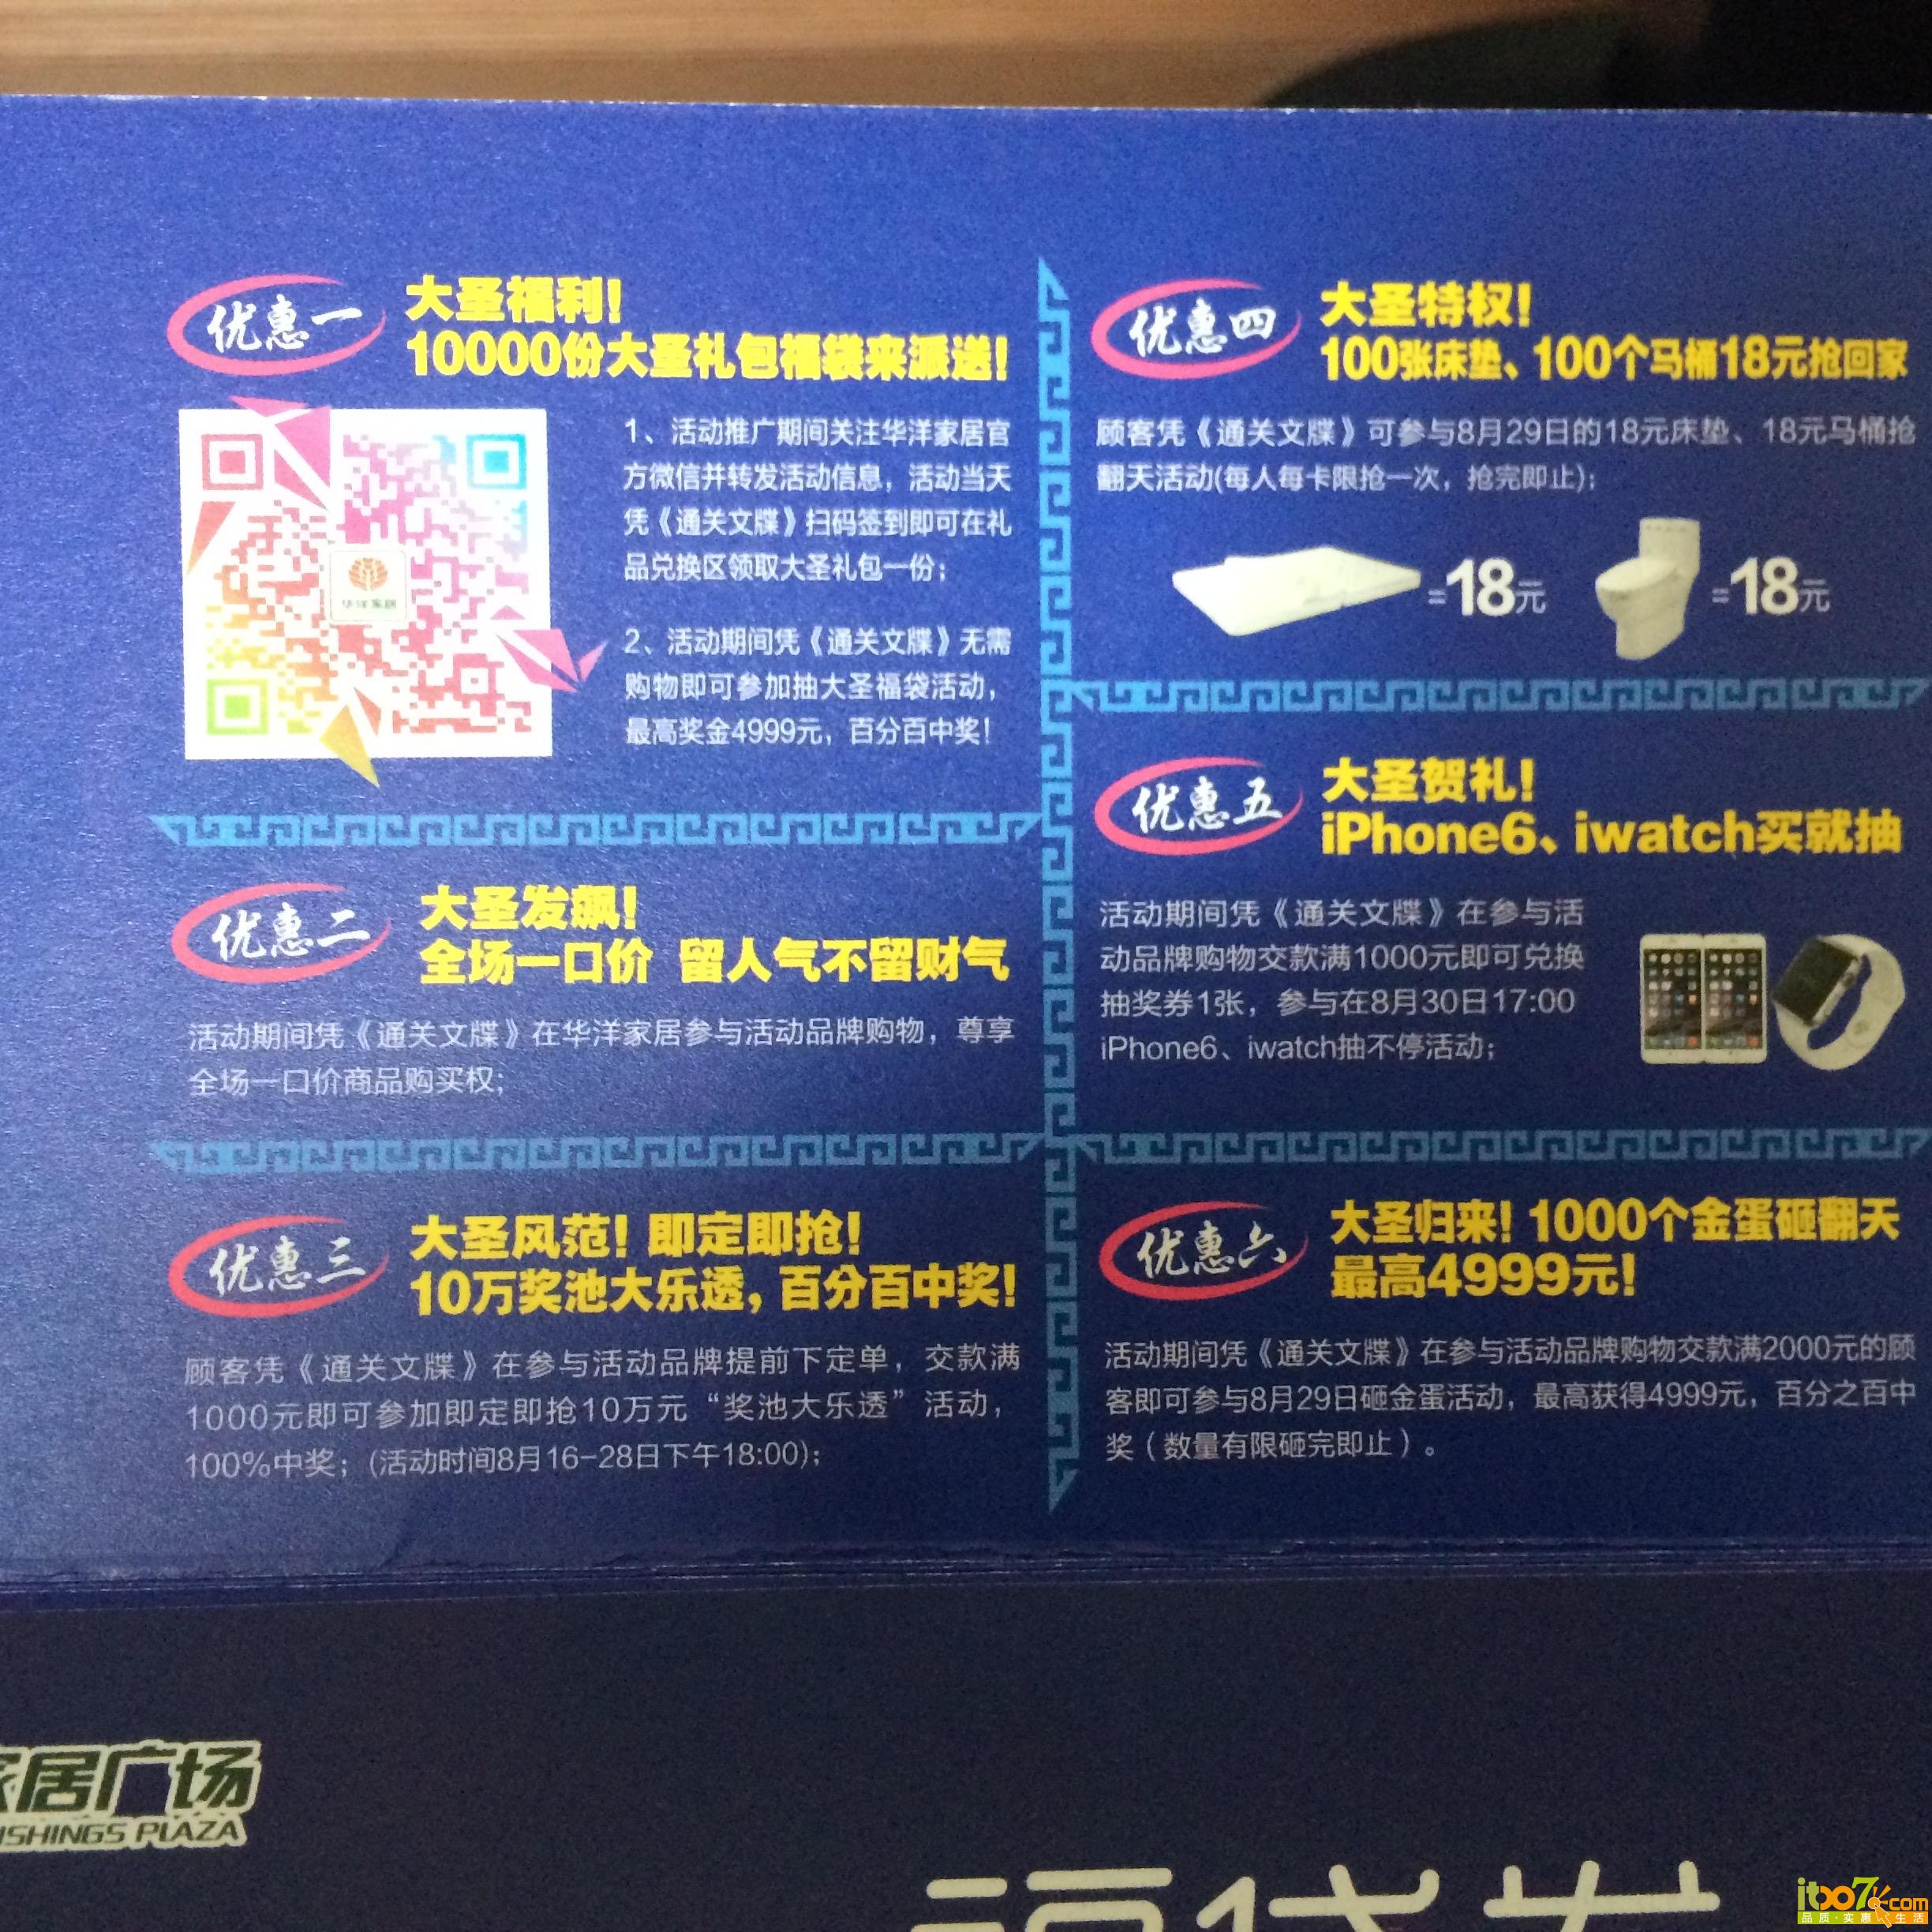 优惠一
大圣福利！
10000份大圣礼包福袋来派送！
华洋家居
1、活动推广期间关注华洋家居官
方微信并转发活动信息，活动当天
凭《通关文牒》扫码签到即可在礼
品兑换区领取大圣礼包一份；
2、活动期间凭《通关文牒》无需
购物即可参加抽大圣福袋活动，
最高奖金4999元，百分百中奖！
优惠二
大圣发飙！
全场一口价 留人气不留财气
活动期间凭《通关文牒》在华洋家居参与活动品牌购物，尊享
全场一口价商品购买权；
优惠三
大圣风范！即定即抢！
10万奖池大乐透，百分百中奖！
顾客凭《通关文牒》在参与活动品牌提前下定单，交款满
1000元即可参加即定即抢10万元“奖池大乐透”活动，
100%中奖；(活动时间8月16-28日下午18:00)；
优惠四
大圣特权！
100张床垫、100个马桶18元抢回家
顾客凭《通关文牒》可参与8月29日的18元床垫、18元马桶抢
翻天活动(每人每卡限抢一次，抢完即止)；
=18元
=18元
优惠五
大圣贺礼！
iPhone6、iwatch买就抽
活动期间凭《通关文牒》在参与活
动品牌购物交款满1000元即可兑换
抽奖券1张，参与在8月30日17:00
iPhone6、iwatch抽不停活动；
优惠六
大圣归来！1000个金蛋砸翻天
最高4999元！
活动期间凭《通关文牒》在参与活动品牌购物交款满2000元的顾
客即可参与8月29日砸金蛋活动，最高获得4999元，百分之百中
奖（数量有限砸完即止）。
家居广场
ISHINGS PLAZA
itoo7.com
品质·实惠·生活